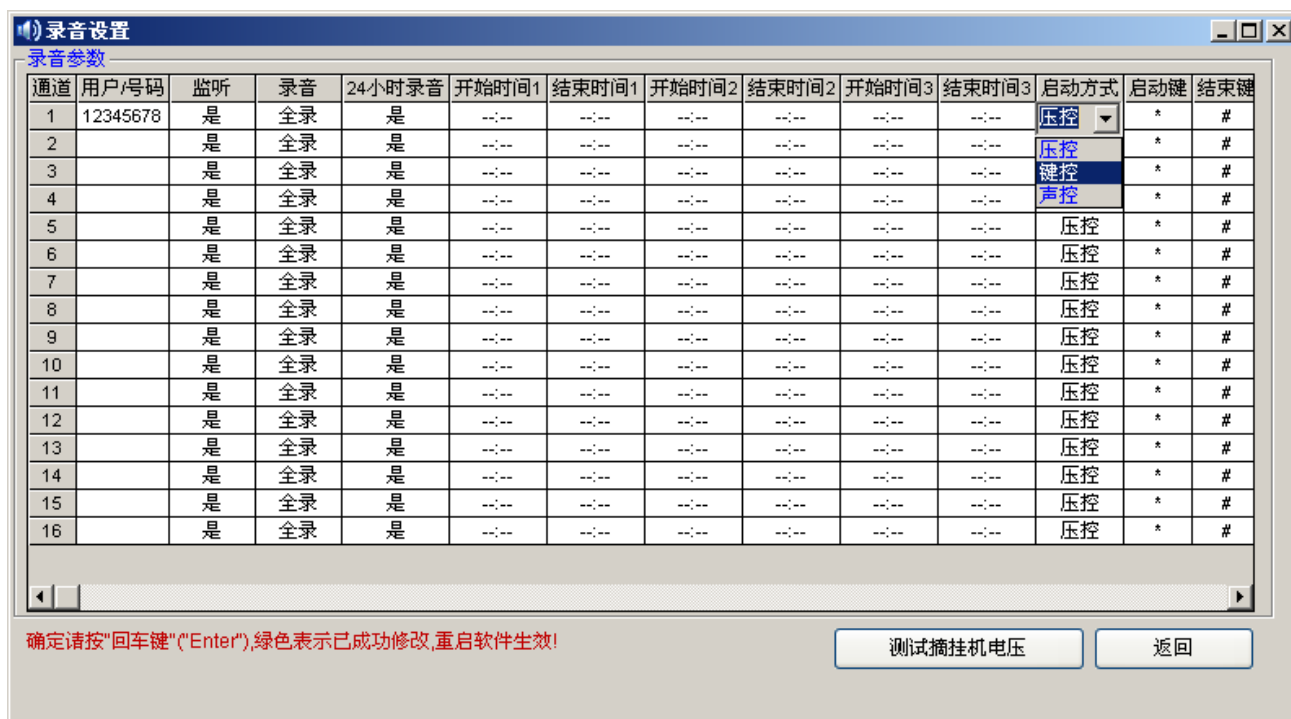 录音设置
录音参数
通道 用户/号码 监听 录音 24小时录音 开始时间1 结束时间1 开始时间2 结束时间2 开始时间3 结束时间3 启动方式 启动键 结束键
1 12345678 是 全录 是 --:-- --:-- --:-- --:-- --:-- --:-- 压控 * #
2 是 全录 是 --:-- --:-- --:-- --:-- --:-- --:-- 压控 * #
3 是 全录 是 --:-- --:-- --:-- --:-- --:-- --:-- 键控 * #
4 是 全录 是 --:-- --:-- --:-- --:-- --:-- --:-- 声控 * #
5 是 全录 是 --:-- --:-- --:-- --:-- --:-- --:-- 压控 * #
6 是 全录 是 --:-- --:-- --:-- --:-- --:-- --:-- 压控 * #
7 是 全录 是 --:-- --:-- --:-- --:-- --:-- --:-- 压控 * #
8 是 全录 是 --:-- --:-- --:-- --:-- --:-- --:-- 压控 * #
9 是 全录 是 --:-- --:-- --:-- --:-- --:-- --:-- 压控 * #
10 是 全录 是 --:-- --:-- --:-- --:-- --:-- --:-- 压控 * #
11 是 全录 是 --:-- --:-- --:-- --:-- --:-- --:-- 压控 * #
12 是 全录 是 --:-- --:-- --:-- --:-- --:-- --:-- 压控 * #
13 是 全录 是 --:-- --:-- --:-- --:-- --:-- --:-- 压控 * #
14 是 全录 是 --:-- --:-- --:-- --:-- --:-- --:-- 压控 * #
15 是 全录 是 --:-- --:-- --:-- --:-- --:-- --:-- 压控 * #
16 是 全录 是 --:-- --:-- --:-- --:-- --:-- --:-- 压控 * #
确定请按"回车键"("Enter"),绿色表示已成功修改,重启软件生效! 测试摘挂机电压 返回